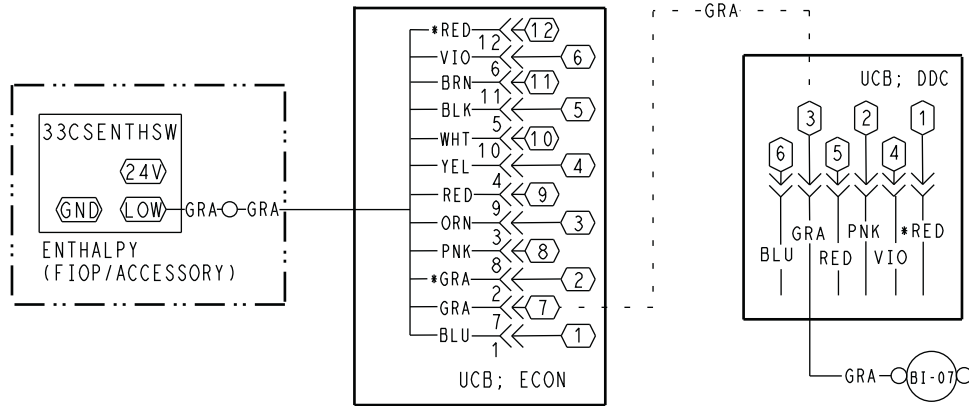 GRA
*RED 12 12
VIO 6 6
BRN 11 11
BLK 5 5
WHT 10 10
YEL 4 4
RED 9 9
ORN 3 3
PNK 8 8
*GRA 2 2
GRA 7 7
BLU 1 1
UCB; ECON
33CSENTHSW
24V
GND LOW GRA GRA
ENTHALPY
(FIOP/ACCESSORY)
UCB; DDC
3 2 1
6 5 4
GRA PNK *RED
BLU RED VIO
GRA BI-07